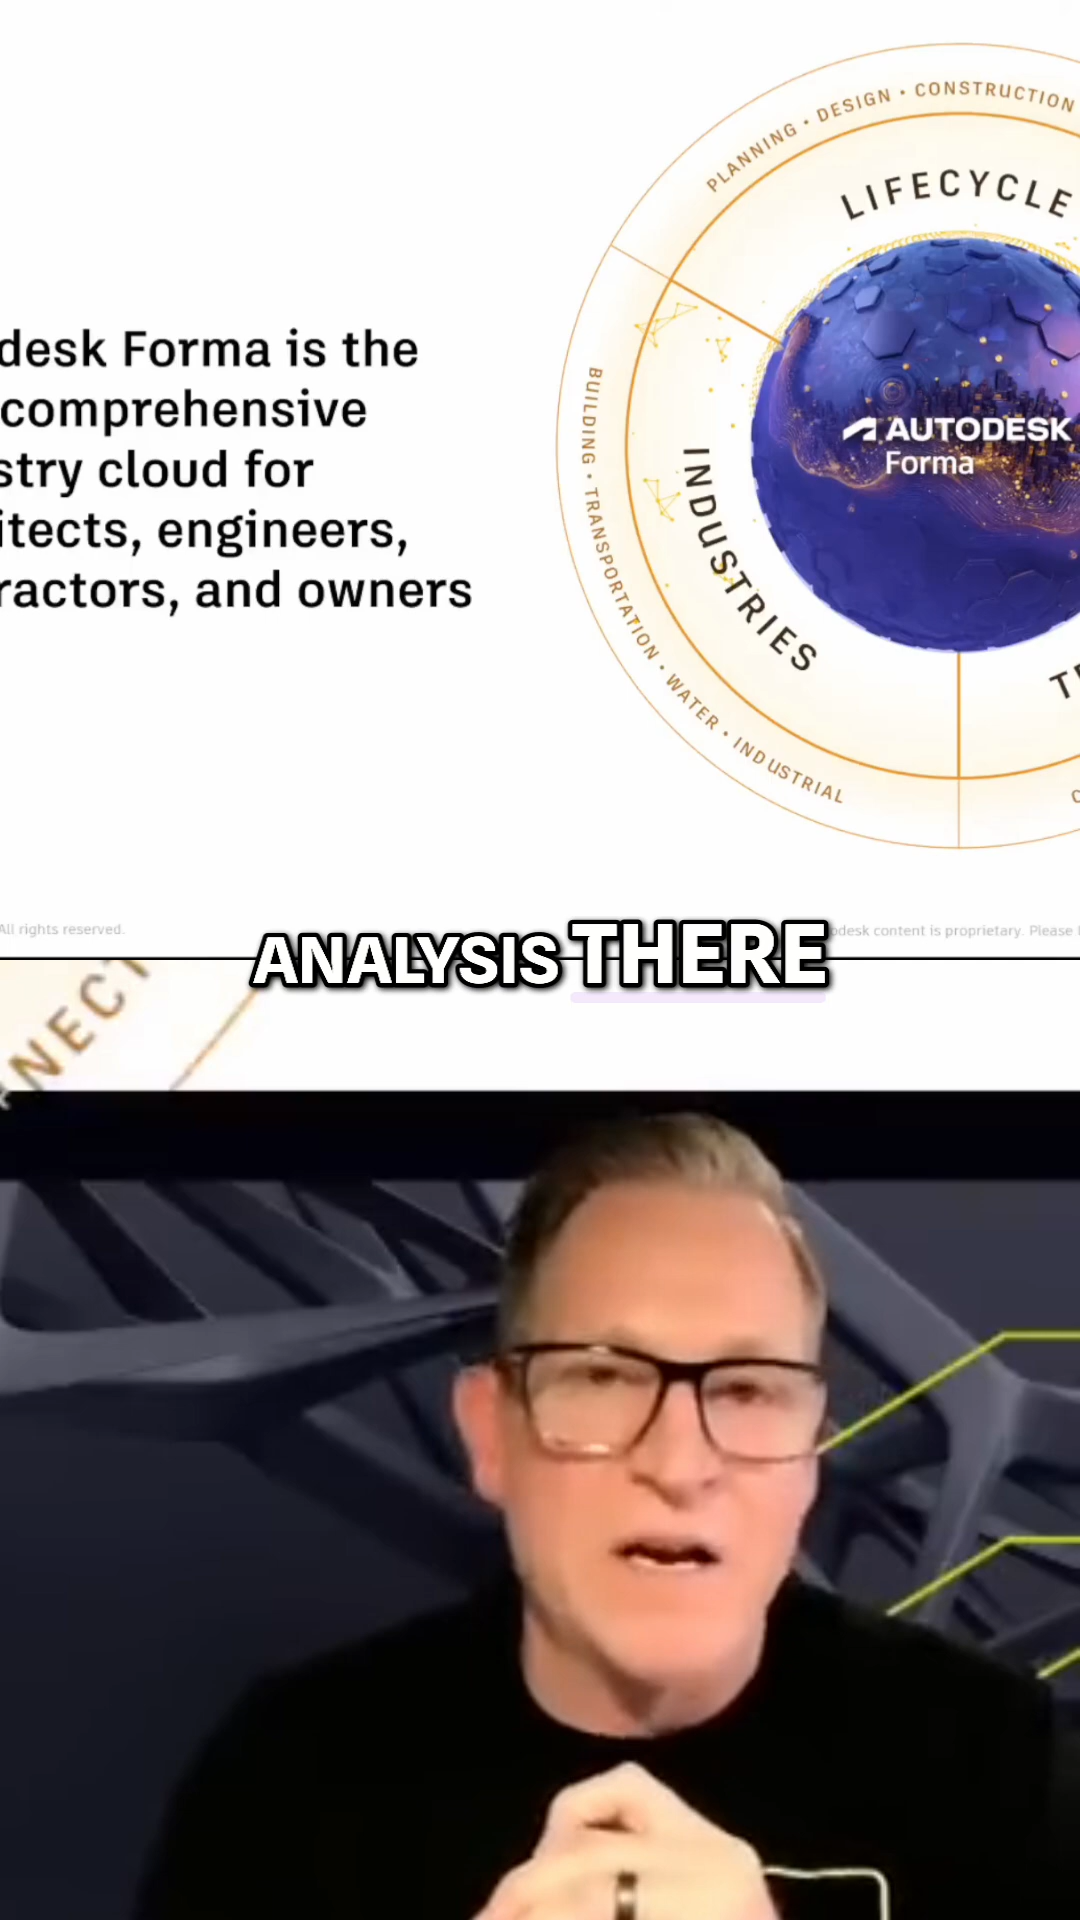 PLANNING • DESIGN • CONSTRUCTION
LIFECYCLE
desk Forma is the
comprehensive
stry cloud for
itects, engineers,
ractors, and owners
AUTODESK
Forma
INDUSTRIES
BUILDING • TRANSPORTATION • WATER • INDUSTRIAL
All rights reserved.
desk content is proprietary. Please
ANALYSIS THERE
NECT